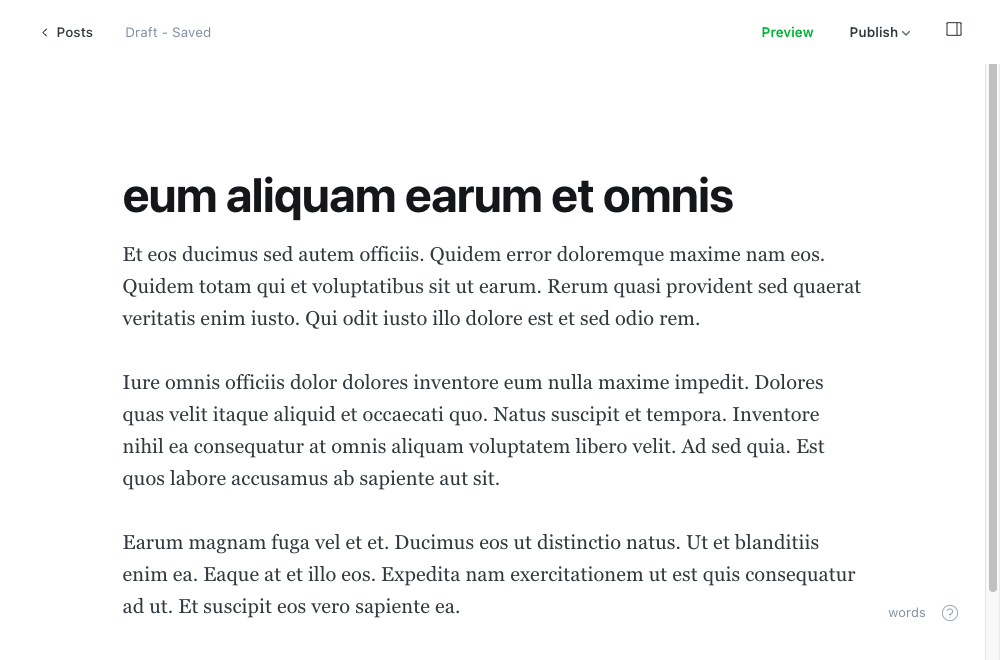 Posts
Draft - Saved
Preview
Publish
eum aliquam earum et omnis
Et eos ducimus sed autem officiis. Quidem error doloremque maxime nam eos.
Quidem totam qui et voluptatibus sit ut earum. Rerum quasi provident sed quaerat
veritatis enim iusto. Qui odit iusto illo dolore est et sed odio rem.
Iure omnis officiis dolor dolores inventore eum nulla maxime impedit. Dolores
quas velit itaque aliquid et occaecati quo. Natus suscipit et tempora. Inventore
nihil ea consequatur at omnis aliquam voluptatem libero velit. Ad sed quia. Est
quos labore accusamus ab sapiente aut sit.
Earum magnam fuga vel et et. Ducimus eos ut distinctio natus. Ut et blanditiis
enim ea. Eaque at et illo eos. Expedita nam exercitationem ut est quis consequatur
ad ut. Et suscipit eos vero sapiente ea.
words
?